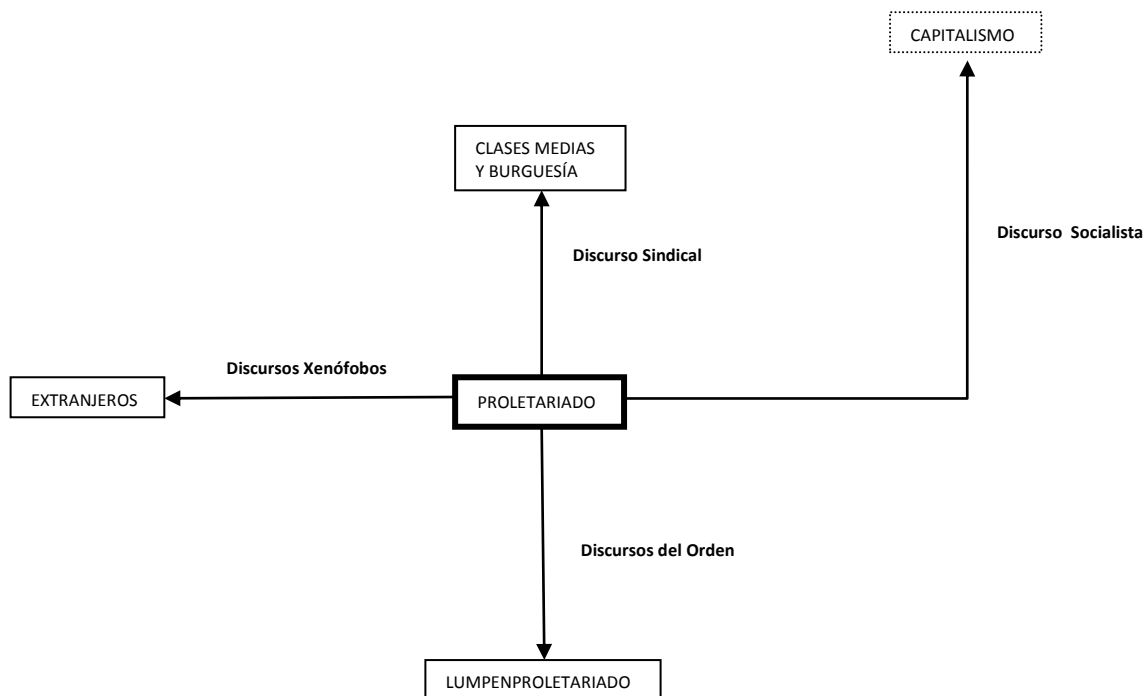 CAPITALISMO
CLASES MEDIAS
Y BURGUESÍA
Discurso Socialista
Discurso Sindical
Discursos Xenófobos
EXTRANJEROS
PROLETARIADO
Discursos del Orden
LUMPENPROLETARIADO